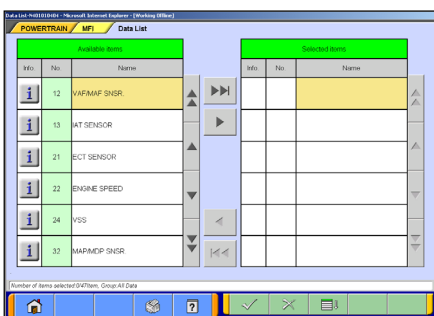 Data List-N401010404 - Microsoft Internet Explorer - [Working Offline]
POWERTRAIN MFI Data List
Available items
Selected items
Info. No. Name
Info. No. Name
12 VAF/MAF SNSR.
13 IAT SENSOR
21 ECT SENSOR
22 ENGINE SPEED
24 VSS
32 MAP/MDP SNSR.
Number of items selected:0/47item, Group:All Data